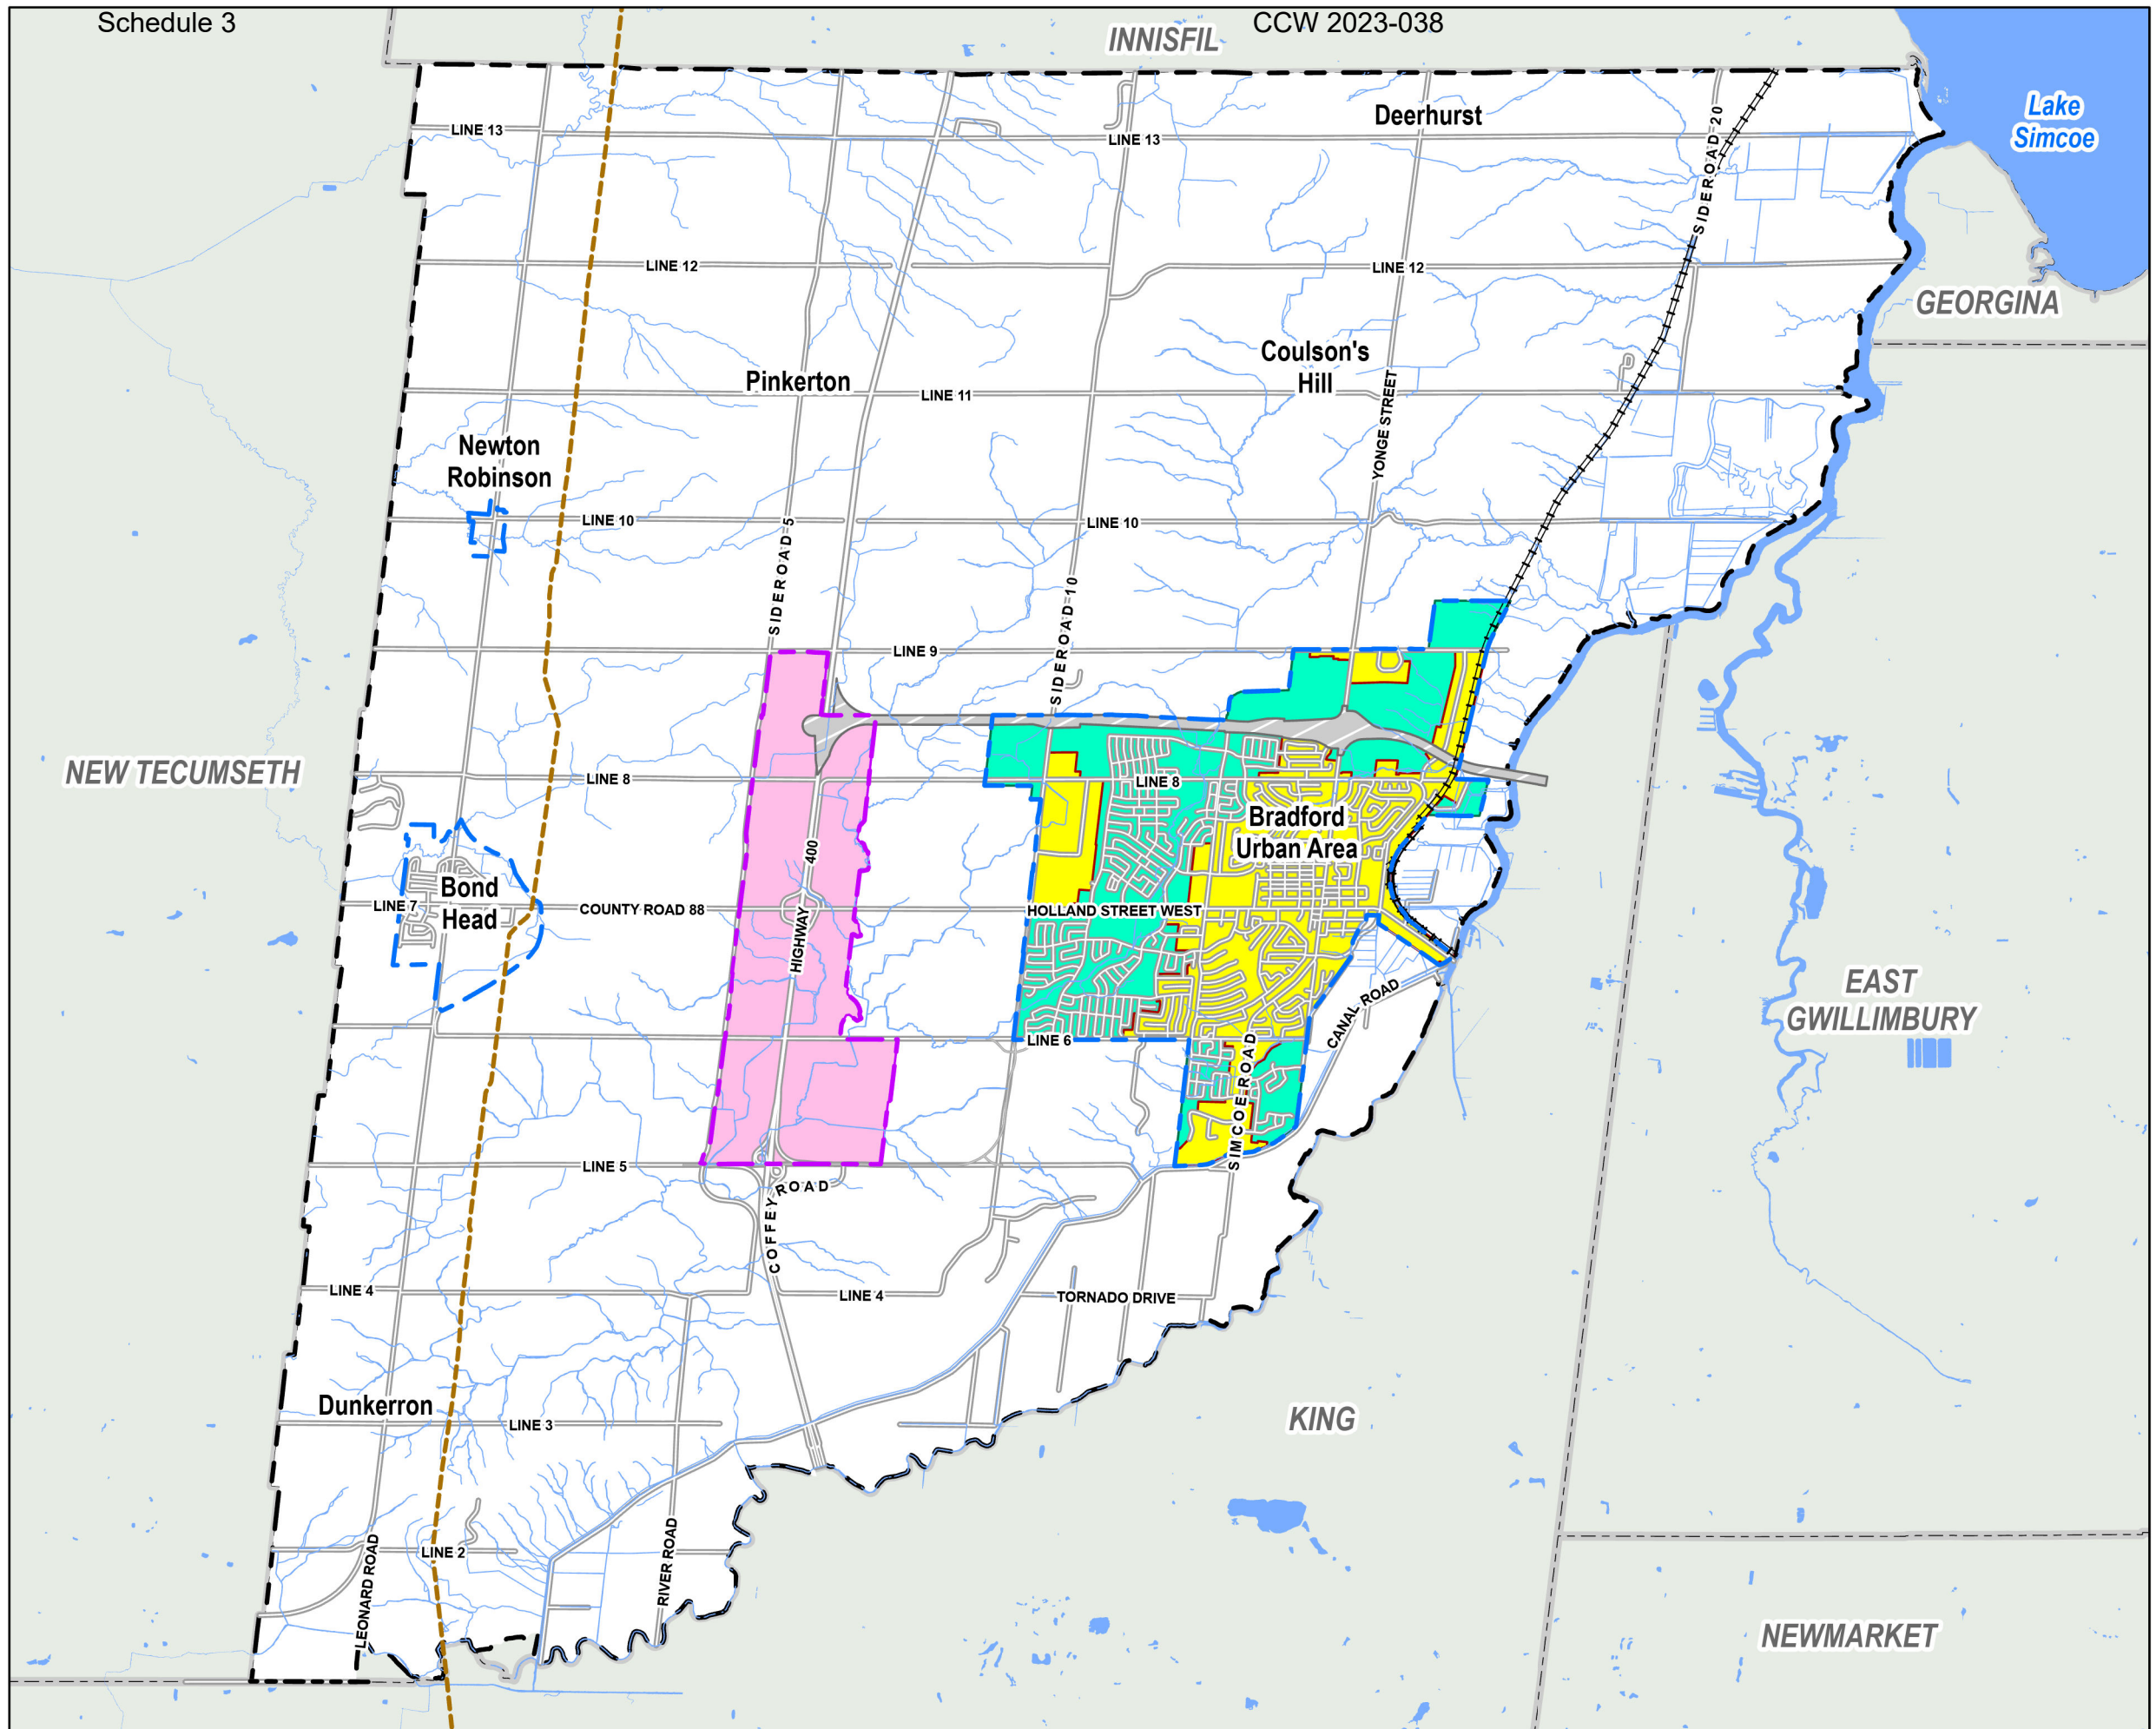 Schedule 3
CCW 2023-038
INNISFIL
Lake
Simcoe
Deerhurst
LINE 13
LINE 13
SIDEROAD 20
LINE 12
LINE 12
GEORGINA
Coulson's
Hill
Pinkerton
LINE 11
YONGE STREET
Newton
Robinson
LINE 10
SIDEROAD 5
LINE 10
SIDEROAD 10
LINE 9
NEW TECUMSETH
LINE 8
LINE 8
Bradford
Urban Area
HIGHWAY 400
Bond
Head
LINE 7
COUNTY ROAD 88
HOLLAND STREET WEST
EAST
GWILLIMBURY
CANAL ROAD
LINE 6
SIMCOE ROAD
LINE 5
COFFEY ROAD
LINE 4
LINE 4
TORNADO DRIVE
Dunkerron
LINE 3
KING
LINE 2
LEONARD ROAD
RIVER ROAD
NEWMARKET